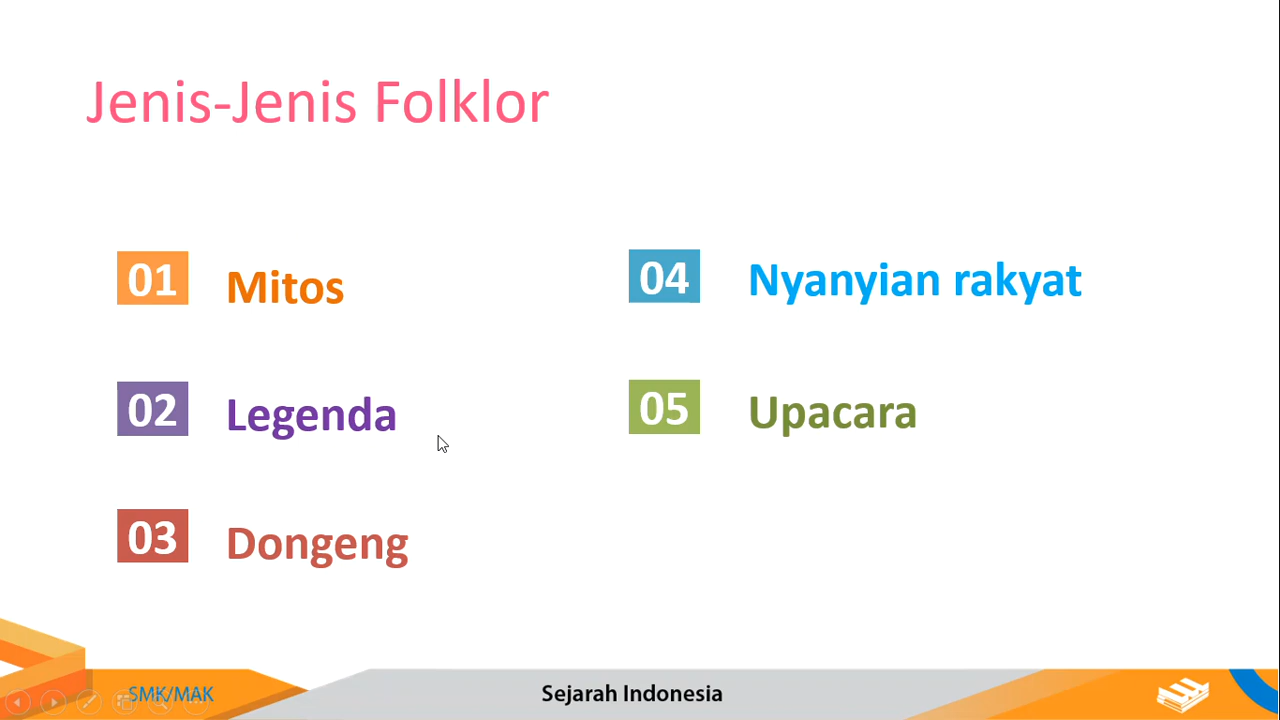 Jenis-Jenis Folklor
01 Mitos
02 Legenda
03 Dongeng
04 Nyanyian rakyat
05 Upacara
SMK/MAK
Sejarah Indonesia